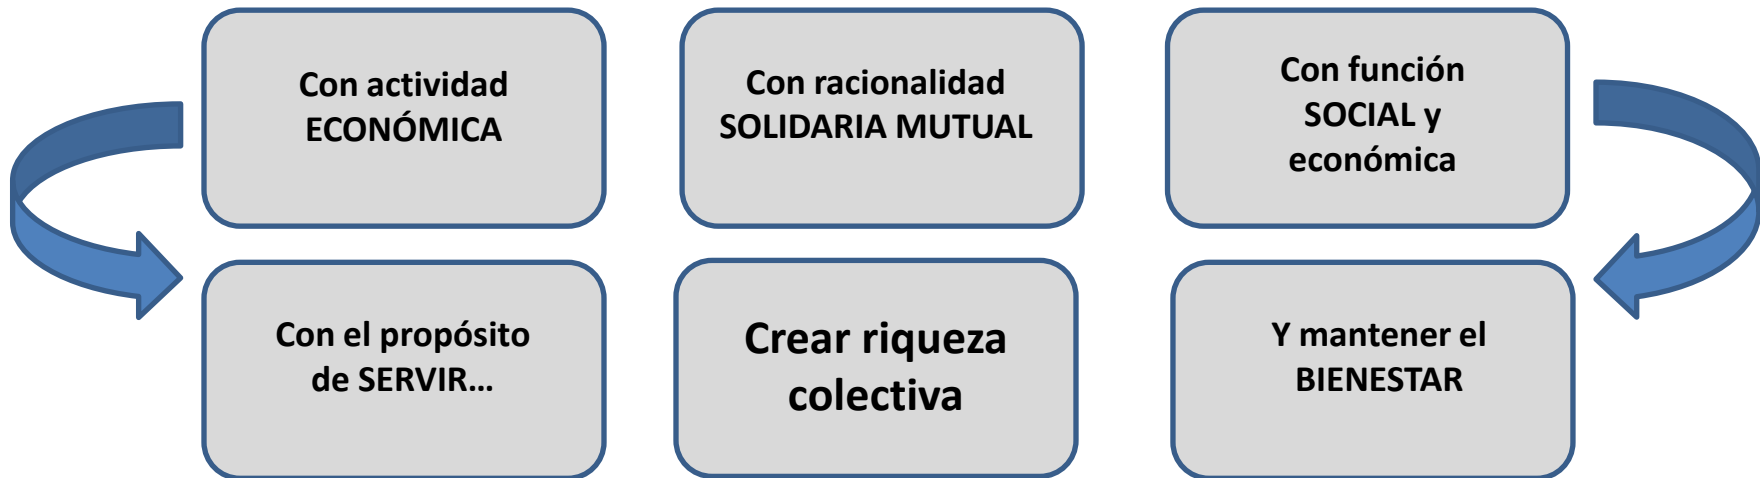 Con actividad
ECONÓMICA
Con racionalidad
SOLIDARIA MUTUAL
Con función
SOCIAL y
económica
Con el propósito
de SERVIR...
Crear riqueza
colectiva
Y mantener el
BIENESTAR